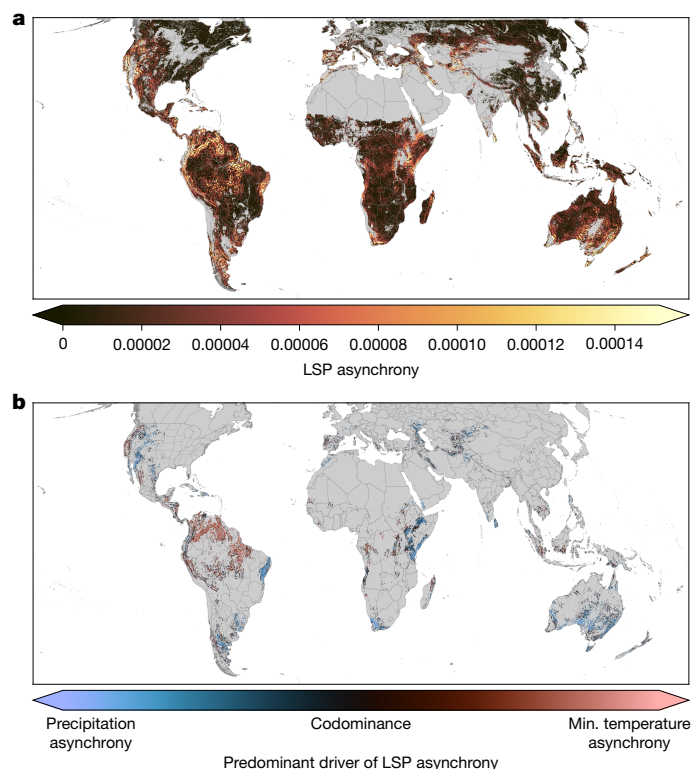 a
0 0.00002 0.00004 0.00006 0.00008 0.00010 0.00012 0.00014
LSP asynchrony
b
Precipitation asynchrony
Codominance
Min. temperature asynchrony
Predominant driver of LSP asynchrony